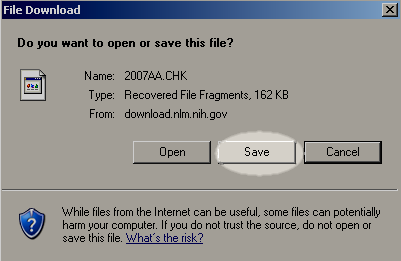 File Download
Do you want to open or save this file?
Name: 2007AA.CHK
Type: Recovered File Fragments, 162 KB
From: download.nlm.nih.gov
Open Save Cancel
While files from the Internet can be useful, some files can potentially
harm your computer. If you do not trust the source, do not open or
save this file. What's the risk?